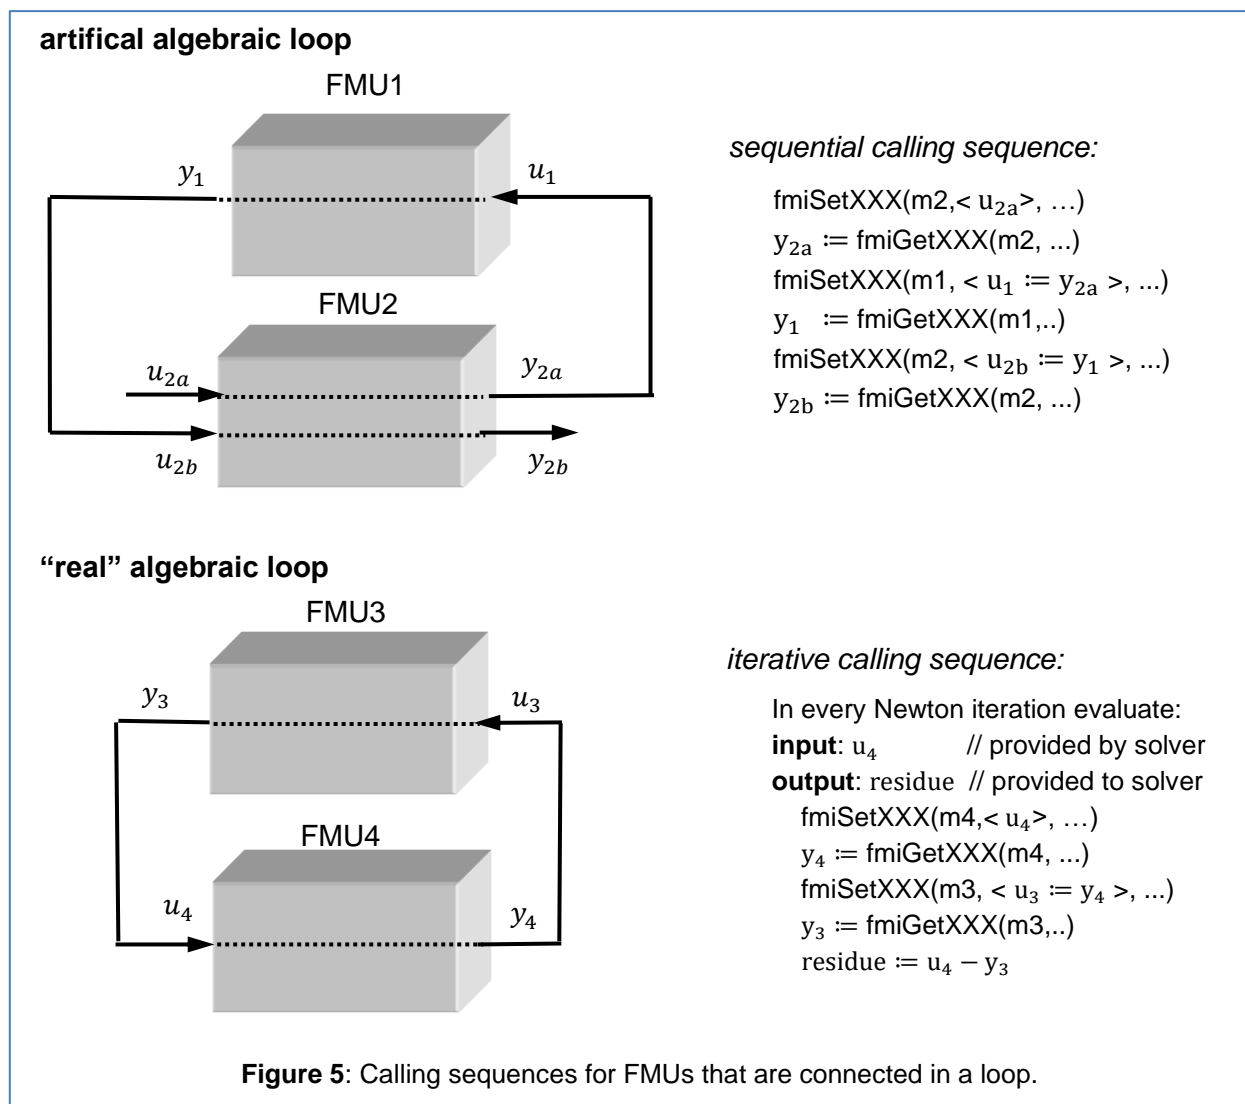 artifical algebraic loop
FMU1
y₁
u₁
FMU2
u₂ₐ
y₂ₐ
u₂b
y₂b
sequential calling sequence:
fmiSetXXX(m2,< u₂ₐ>, …)
y₂ₐ ≔ fmiGetXXX(m2, ...)
fmiSetXXX(m1, < u₁ ≔ y₂ₐ >, ...)
y₁ ≔ fmiGetXXX(m1,..)
fmiSetXXX(m2, < u₂b ≔ y₁ >, ...)
y₂b ≔ fmiGetXXX(m2, ...)
“real” algebraic loop
FMU3
y₃
u₃
FMU4
u₄
y₄
iterative calling sequence:
In every Newton iteration evaluate:
input: u₄ // provided by solver
output: residue // provided to solver
fmiSetXXX(m4,< u₄>, …)
y₄ ≔ fmiGetXXX(m4, ...)
fmiSetXXX(m3, < u₃ ≔ y₄ >, ...)
y₃ ≔ fmiGetXXX(m3,..)
residue ≔ u₄ − y₃
Figure 5: Calling sequences for FMUs that are connected in a loop.